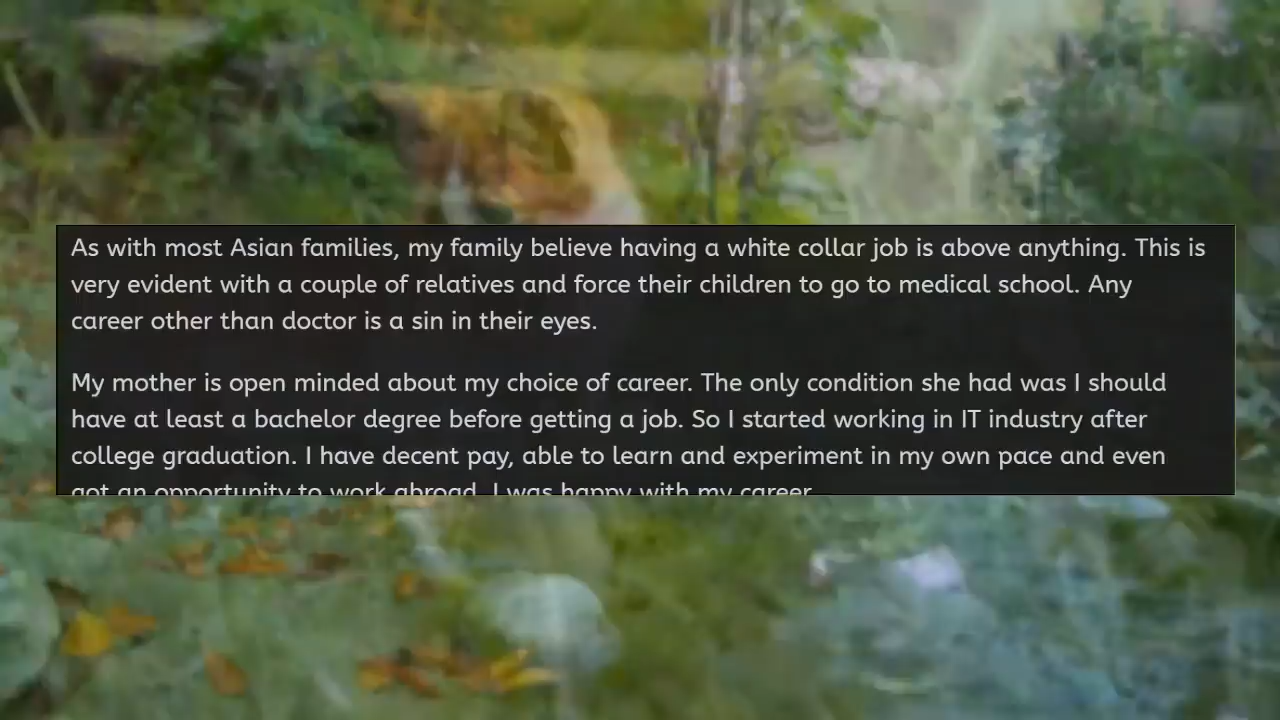 As with most Asian families, my family believe having a white collar job is above anything. This is
very evident with a couple of relatives and force their children to go to medical school. Any
career other than doctor is a sin in their eyes.
My mother is open minded about my choice of career. The only condition she had was I should
have at least a bachelor degree before getting a job. So I started working in IT industry after
college graduation. I have decent pay, able to learn and experiment in my own pace and even
got an opportunity to work abroad. I was happy with my career.